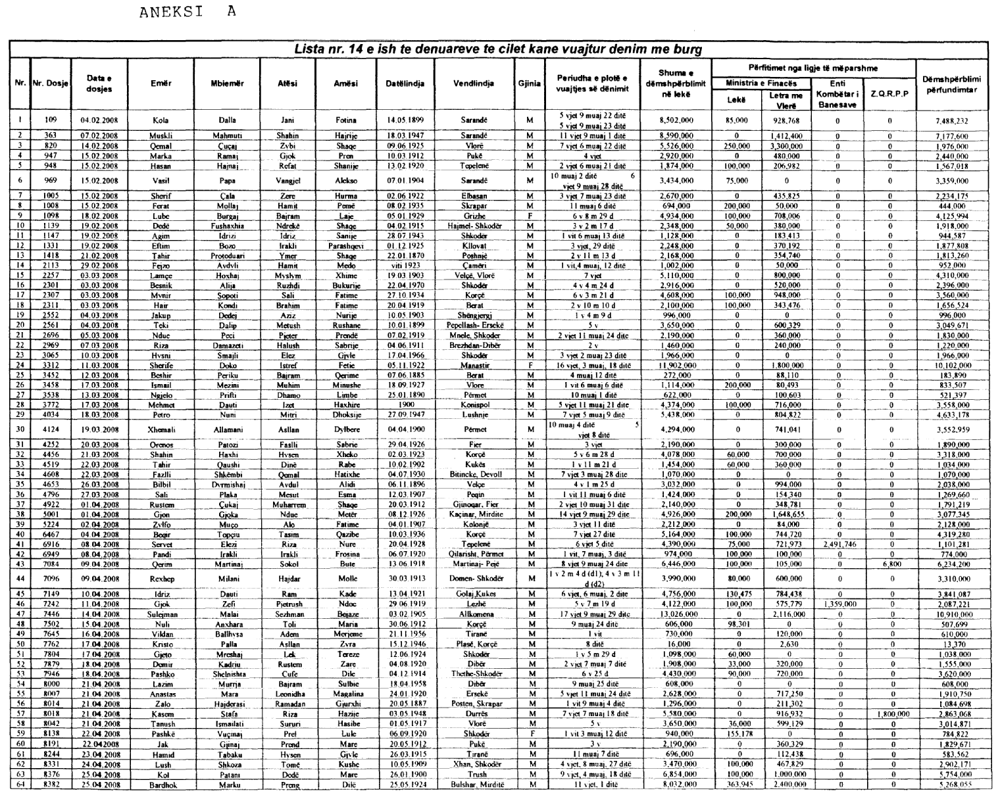 ANEKSI A
Lista nr. 14 e ish te denuareve te cilet kane vuajtur denim me burg
Nr. Nr. Dosje Data e dosjes Emër Mbiemër Atësi Amësi Datëlindja Vendlindja Gjinia Periudha e plotë e vuajtjes së dënimit Shuma e dëmshpërblimit në lekë Përfitimet nga ligje të mëparshme Dëmshpërblimi përfundimtar
Ministria e Finacës Enti Kombëtar i Banesave Z.Q.R.P.P
Lekë Letra me Vlerë
1 109 04.02.2008 Kola Dalla Jani Fotina 14.05.1899 Sarandë M 5 vjet 9 muaj 22 ditë 5 vjet 9 muaj 23 ditë 8,502,000 85,000 928,768 0 0 7,488,232
2 363 07.02.2008 Muskli Mahmuti Shahin Hajrije 18.03.1947 Sarandë M 11 vjet 9 muaj 1 ditë 8,590,000 0 1,412,400 0 0 7,177,600
3 820 14.02.2008 Qemal Çuçaj Zybi Shaqe 09.06.1925 Vlorë M 7 vjet 6 muaj 22 ditë 5,526,000 250,000 3,300,000 0 0 1,976,000
4 947 15.02.2008 Marka Ramaj Gjok Pren 10.03.1912 Pukë M 4 vjet 2,920,000 0 480,000 0 0 2,440,000
5 948 15.02.2008 Hasan Hajnaj Refat Shanije 13.02.1920 Tepelenë M 2 vjet 6 muaj 21 ditë 1,874,000 100,000 206,982 0 0 1,567,018
6 969 15.02.2008 Vasil Papa Vangjel Alekso 07.01.1904 Sarandë M 10 muaj 2 ditë 6 vjet 9 muaj 28 ditë 3,434,000 75,000 0 0 0 3,359,000
7 1005 15.02.2008 Sherif Çala Zere Hurma 02.06.1922 Elbasan M 3 vjet 7 muaj 23 ditë 2,670,000 0 435,825 0 0 2,234,175
8 1008 15.02.2008 Ferat Mollaj Hamit Pemë 08.02.1935 Skrapar M 11 muaj 6 ditë 694,000 200,000 50,000 0 0 444,000
9 1098 18.02.2008 Lube Burgaj Bajram Laje 05.01.1929 Grizhe F 6 v 8 m 29 d 4,934,000 100,000 708,006 0 0 4,125,994
10 1139 19.02.2008 Dedë Fushaxhia Ndrekë Shaqe 04.02.1915 Hajmel- Shkodër M 3 v 2 m 17 d 2,348,000 50,000 380,000 0 0 1,918,000
11 1147 19.02.2008 Agim Idrizi Idriz Sanije 28.07.1943 Shkoder M 1 vit 6 muaj 13 ditë 1,128,000 0 183,413 0 0 944,587
12 1331 19.02.2008 Eftim Bozo Irakli Parashqevi 01.12.1925 Kllovat M 3 vjet, 29 ditë 2,248,000 0 370,192 0 0 1,877,808
13 1418 21.02.2008 Tahir Protoduari Ymer Shaqe 22.01.1870 Poshnjë M 2 v 11 m 13 d 2,168,000 0 354,740 0 0 1,813,260
14 2113 29.02.2008 Fejzo Avdyli Hamit Medo viti 1923 Çamëri M 1 vit,4 muaj, 12 ditë 1,002,000 0 50,000 0 0 952,000
15 2257 03.03.2008 Lamçe Hoxhaj Myslym Xhime 19.03.1903 Velçë, Vlorë M 7 vjet 5,110,000 0 800,000 0 0 4,310,000
16 2301 03.03.2008 Besnik Alija Ruzhdi Bukurije 22.04.1970 Shkodër M 4 v 4 m 24 d 2,916,000 0 520,000 0 0 2,396,000
17 2307 03.03.2008 Mynir Sopoti Sali Fatime 27.10.1934 Korçë M 6 v 3 m 21 d 4,608,000 100,000 948,000 0 0 3,560,000
18 2311 03.03.2008 Hair Kondi Brahim Fatime 20.04.1919 Berat M 2 v 10 m 10 d 2,100,000 100,000 343,476 0 0 1,656,524
19 2552 04.03.2008 Jakup Dedej Aziz Nurije 10.05.1903 Shëngjergj M 1 v 4 m 9 d 996,000 0 0 0 0 996,000
20 2561 04.03.2008 Teki Dalip Metush Rushane 10.01.1899 Pepellash- Ersekë M 5 v 3,650,000 0 600,329 0 0 3,049,671
21 2696 05.03.2008 Nduc Peci Pjeter Prendë 07.02.1919 Mnele, Shkoder M 2 vjet 11 muaj 24 dite 2,190,000 0 360,000 0 0 1,830,000
22 2969 07.03.2008 Riza Damazeti Halush Sabrije 04.06.1911 Brezhdan-Dibër M 2 v 1,460,000 0 240,000 0 0 1,220,000
23 3065 10.03.2008 Hysni Smajli Elez Gjyle 17.04.1966 Shkodër M 3 vjet 2 muaj 23 ditë 1,966,000 0 0 0 0 1,966,000
24 3312 11.03.2008 Sherife Doko Istref Fetie 05.11.1922 Manastir F 16 vjet, 3 muaj, 18 ditë 11,902,000 0 1,800,000 0 0 10,102,000
25 3452 12.03.2008 Beshir Periku Bajram Qerime 07.06.1885 Berat M 4 muaj 12 ditë 272,000 0 88,110 0 0 183,890
26 3458 17.03.2008 Ismail Mezini Muhim Minushe 18.09.1927 Vlore M 1 vit 6 muaj 6 ditë 1,114,000 200,000 80,493 0 0 833,507
27 3538 13.03.2008 Ngjelo Prifti Dhamo Limbe 25.01.1890 Përmet M 10 muaj 1 ditë 622,000 0 100,603 0 0 521,397
28 3772 17.03.2008 Mehmet Dauti Izet Haxhire 1900 Konispol M 5 vjet 11 muaj 21 ditë 4,374,000 100,000 716,000 0 0 3,558,000
29 4034 18.03.2008 Petro Nuni Mitri Dhoksije 27.09.1947 Lushnje M 7 vjet 5 muaj 9 ditë 5,438,000 0 804,822 0 0 4,633,178
30 4124 19.03.2008 Xhemali Allamani Asllan Dylbere 04.04.1900 Përmet M 10 muaj 4 ditë 5 vjet 8 ditë 4,294,000 0 741,041 0 0 3,552,959
31 4252 20.03.2008 Orenos Patozi Faslli Sabrie 29.04.1926 Fier M 3 vjet 2,190,000 0 300,000 0 0 1,890,000
32 4456 21.03.2008 Shahin Haxhi Hysen Xheko 02.03.1923 Korçë M 5 v 6 m 28 d 4,078,000 60,000 700,000 0 0 3,318,000
33 4519 22.03.2008 Tahir Qaushi Dinë Rabe 10.02.1902 Kukës M 1 v 11 m 21 d 1,454,000 60,000 360,000 0 0 1,034,000
34 4608 22.03.2008 Fazlli Shkëmbi Qemal Hatixhe 04.07.1930 Bitincke, Devoll M 7 vjet 3 muaj 28 dite 1,070,000 0 0 0 0 1,070,000
35 4653 26.03.2008 Bilbil Dyrmishaj Avdul Alidi 06.11.1896 Velçe M 4 v 1 m 25 d 3,032,000 0 994,000 0 0 2,038,000
36 4796 27.03.2008 Sali Plaka Mesut Esma 12.03.1907 Peqin M 1 vit 11 muaj 6 ditë 1,424,000 0 154,340 0 0 1,269,660
37 4922 01.04.2008 Rustem Çukaj Muharrem Shaqe 20.03.1912 Gjinoqar, Fier M 2 vjet 10 muaj 31 dite 2,140,000 0 348,781 0 0 1,791,219
38 5001 01.04.2008 Gjon Gjoka Nduc Metër 08.12.1926 Kaçinar, Mirdite M 14 vjet 9 muaj 29 dite 4,926,000 200,000 1,648,655 0 0 3,077,345
39 5224 02.04.2008 Zylfo Muço Alo Fatime 04.01.1907 Kolonjë M 3 vjet 11 ditë 2,212,000 0 84,000 0 0 2,128,000
40 6467 04.04.2008 Beqir Topçiu Tasim Qazibe 10.03.1936 Korçë M 7 vjet 27 ditë 5,164,000 100.000 744,720 0 0 4,319,280
41 6916 08.04.2008 Servet Elezi Riza Nure 20.04.1928 Tepelenë M 6 vjet 5 ditë 4,390,000 75,000 721,973 2,491,746 0 1,101,281
42 6949 08.04.2008 Pandi Irakli Irakli Frosina 06.07.1920 Qilarisht, Përmet M 1 vit, 7 muaj, 3 ditë 974,000 100,000 100,000 0 0 774,000
43 7084 09.04.2008 Qerim Martinaj Sokol Bute 13.06.1918 Martinaj- Pejë M 8 vjet 9 muaj 24 dite 6,446,000 100,000 105,000 0 6,800 6,234,200
44 7096 09.04.2008 Rexhep Milani Hajdar Molle 30.03.1913 Domen- Shkodër M 1 v 2 m 4 d (d1); 4 v 3 m 11 d (d2) 3,990,000 80,000 600,000 0 0 3,310,000
45 7149 10.04.2008 Idriz Dauti Ram Kade 13.04.1921 Golaj,Kukes M 6 vjet, 6 muaj, 2 dite 4,756,000 130,475 784,438 0 0 3,841,087
46 7242 11.04.2008 Gjok Zefi Pjetrush Ndoc 29.06.1919 Lezhë M 5 v 7 m 19 d 4,122,000 100,000 575,779 1,359,000 0 2,087,221
47 7446 14.04.2008 Sulejman Malai Sezhman Bejaze 03.02.1905 Allkomena M 17 vjet 9 muaj 29 ditc 13,026,000 0 2,116,000 0 0 10,910,000
48 7502 15.04.2008 Nuli Anxhara Toli Maria 30.06.1912 Korçë M 9 muaj 24 ditë 606,000 98,301 0 0 0 507,699
49 7645 16.04.2008 Vildan Ballhysa Adem Merjeme 21.11.1956 Tiranë M 1 vit 730,000 0 120,000 0 0 610,000
50 7762 17.04.2008 Kristo Palla Asllan Zyra 15.12.1946 Plasë, Korçë M 8 ditë 16,000 0 2,630 0 0 13,370
51 7804 17.04.2008 Gjeto Mreshaj Lek Tereze 12.06.1924 Shkodër M 1 v 5 m 29 d 1,098,000 60,000 0 0 0 1,038,000
52 7879 18.04.2008 Demir Kadriu Rustem Zare 04.08.1920 Dibër M 2 vjet 7 muaj 7 ditë 1,908,000 33,000 320,000 0 0 1,555,000
53 7946 18.04.2008 Pashko Shelnishta Cufe Dile 04.12.1914 Thethe-Shkodër M 6 v 25 d 4,430,000 90,000 720,000 0 0 3,620,000
54 8000 21.04.2008 Lazim Murrja Bajram Sulbie 18.04.1958 Dibër M 9 muaj 25 ditë 608,000 0 0 0 0 608,000
55 8007 21.04.2008 Anastas Mara Leonidha Magalina 24.01.1920 Ersekë M 5 vjet 11 muaj 24 ditë 2,628,000 0 717,250 0 0 1,910,750
56 8014 21.04.2008 Zalo Hajderasi Ramadan Gjurxhi 20.05.1887 Posten, Skrapar M 1 vit 9 muaj 4 ditë 1,296,000 0 211,302 0 0 1,084,698
57 8018 21.04.2008 Kasem Stafa Riza Hazije 03.05.1948 Durrës M 7 vjet 7 muaj 18 ditë 5,580,000 0 916,932 0 1,800,000 2,863,068
58 8042 21.04.2008 Tanush Ismailati Sururi Hasibe 01.05.1917 Vlorë M 5 v 3,650,000 36,000 599,129 0 0 3,014,871
59 8138 22.04.2008 Pashkë Vuçinaj Pref Lule 06.09.1920 Shkodër F 1 vit 3 muaj 12 ditë 940,000 155,178 0 0 0 784,822
60 8191 22.042008 Jak Gjinaj Prend Mare 20.05.1912 Pukë M 3 v 2,190,000 0 360,329 0 0 1,829,671
61 8244 23.04.2008 Hamid Tabaku Hysen Gjyle 26.03.1915 Tiranë M 11 muaj 7 ditë 696,000 0 112,438 0 0 583,562
62 8331 24.04.2008 Lush Shkoza Tomë Kushe 10.05.1909 Xhan, Shkodër M 4 vjet, 8 muaj, 27 ditë 3,470,000 100,000 467,829 0 0 2,902,171
63 8376 25.04.2008 Kol Patani Dodë Mare 26.01.1900 Trush M 9 vjet, 4 muaj, 18 ditë 6,854,000 100,000 1,000,000 0 0 5,754,000
64 8382 25.04.2008 Bardhok Marku Preng Dilë 25.05.1924 Bulshar, Mirditë M 11 vjet, 1 ditë 8,032,000 363,945 2,400,000 0 0 5,268,055